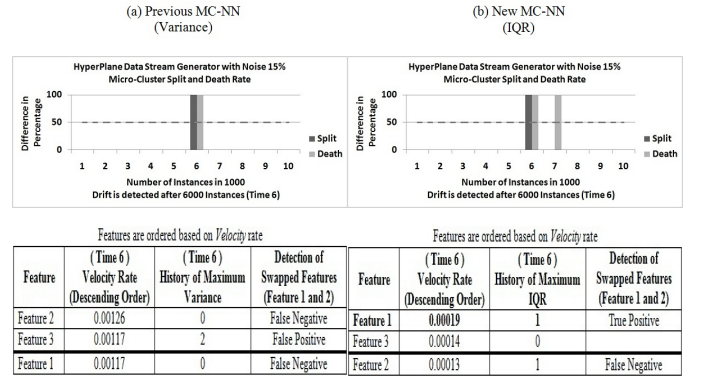 (a) Previous MC-NN
(Variance)
(b) New MC-NN
(IQR)
HyperPlane Data Stream Generator with Noise 15%
Micro-Cluster Split and Death Rate
Difference in
Percentage
100
50
0
1 2 3 4 5 6 7 8 9 10
Split
Death
Number of Instances in 1000
Drift is detected after 6000 Instances (Time 6)
HyperPlane Data Stream Generator with Noise 15%
Micro-Cluster Split and Death Rate
Difference in
Percentage
100
50
0
1 2 3 4 5 6 7 8 9 10
Split
Death
Number of Instances in 1000
Drift is detected after 6000 Instances (Time 6)
Features are ordered based on Velocity rate
Feature
(Time 6)
Velocity Rate
(Descending Order)
(Time 6)
History of Maximum
Variance
Detection of
Swapped Features
(Feature 1 and 2)
Feature 2 0.00126 0 False Negative
Feature 3 0.00117 2 False Positive
Feature 1 0.00117 0 False Negative
Features are ordered based on Velocity rate
Feature
(Time 6)
Velocity Rate
(Descending Order)
(Time 6)
History of Maximum
IQR
Detection of
Swapped Features
(Feature 1 and 2)
Feature 1 0.00019 1 True Positive
Feature 3 0.00014 0
Feature 2 0.00013 1 False Negative